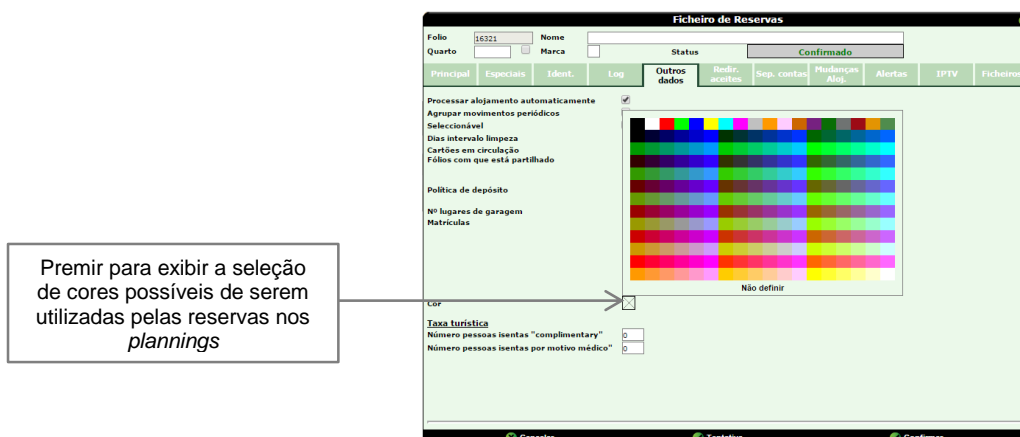 Ficheiro de Reservas
Folio 16321 Nome
Quarto Marca Status Confirmado
Principal Especiais Ident. Log Outros dados Redir. aceites Sep. contas Mudanças Aloj. Alertas IPTV Ficheiros
Processar alojamento automaticamente
Agrupar movimentos periódicos
Seleccionável
Dias intervalo limpeza
Cartões em circulação
Fólios com que está partilhado
Política de depósito
Nº lugares de garagem
Matrículas
Não definir
Premir para exibir a seleção
de cores possíveis de serem
utilizadas pelas reservas nos
plannings
Cor
Taxa turística
Número pessoas isentas "complimentary" 0
Número pessoas isentas por motivo médico" 0
Cancelar Tentativa Confirmar